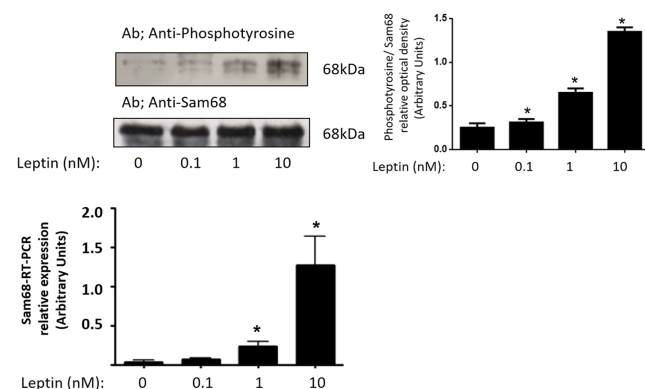 Ab; Anti-Phosphotyrosine
68kDa
Ab; Anti-Sam68
68kDa
Leptin (nM): 0 0.1 1 10
Phosphotyrosine/ Sam68
relative optical density
(Arbitrary Units)
1.5
1.0
0.5
0.0
* * *
Leptin (nM): 0 0.1 1 10
Sam68-RT-PCR
relative expression
(Arbitrary Units)
2.0
1.5
1.0
0.5
* *
Leptin (nM): 0 0.1 1 10